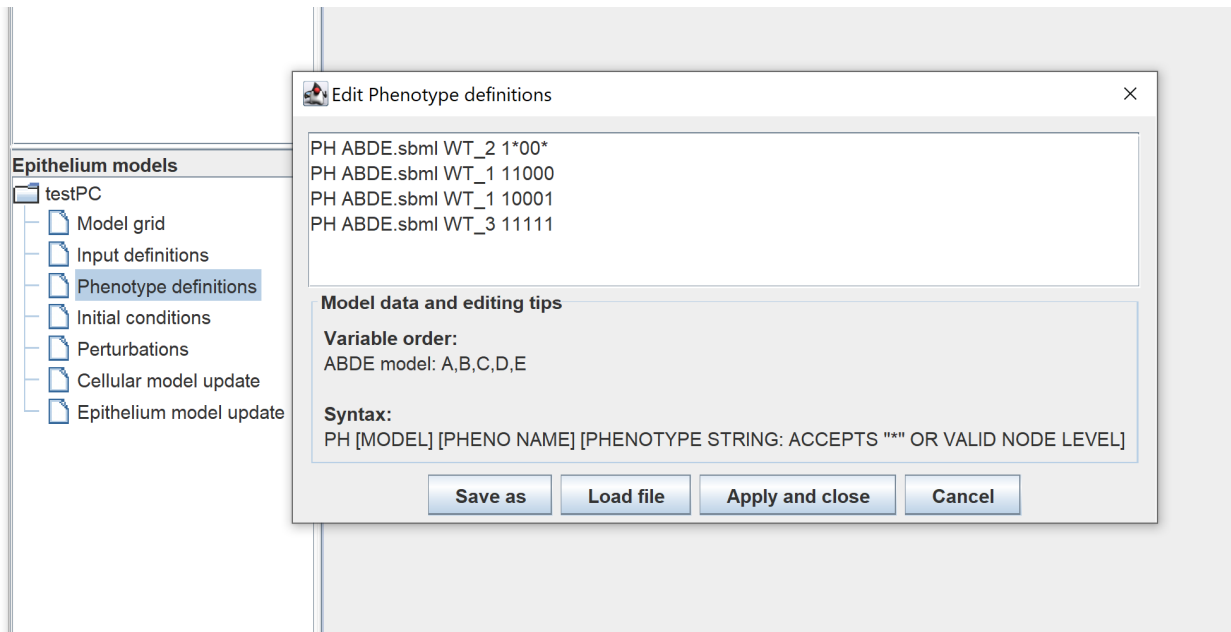 Edit Phenotype definitions
PH ABDE.sbml WT_2 1*00*
PH ABDE.sbml WT_1 11000
PH ABDE.sbml WT_1 10001
PH ABDE.sbml WT_3 11111
Model data and editing tips
Variable order:
ABDE model: A,B,C,D,E
Syntax:
PH [MODEL] [PHENO NAME] [PHENOTYPE STRING: ACCEPTS "*" OR VALID NODE LEVEL]
Save as
Load file
Apply and close
Cancel
Epithelium models
testPC
Model grid
Input definitions
Phenotype definitions
Initial conditions
Perturbations
Cellular model update
Epithelium model update